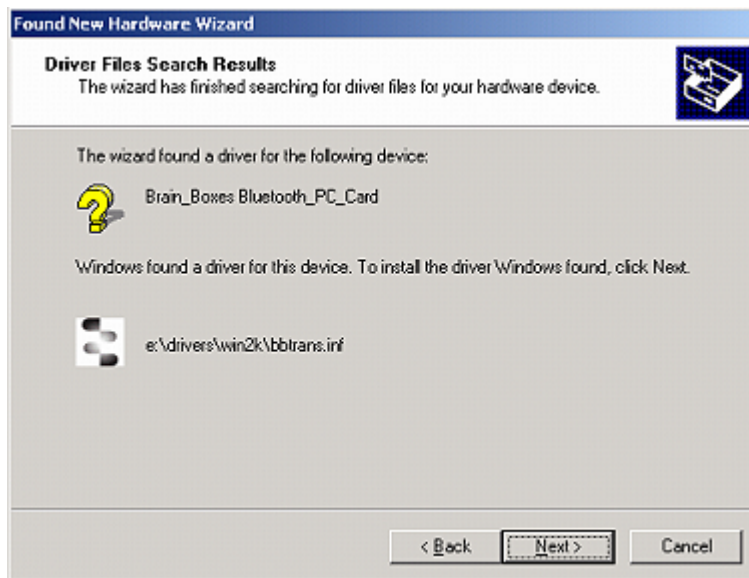 Found New Hardware Wizard
Driver Files Search Results
The wizard has finished searching for driver files for your hardware device.
The wizard found a driver for the following device:
Brain_Boxes Bluetooth_PC_Card
Windows found a driver for this device. To install the driver Windows found, click Next.
e:\drivers\win2k\bbtrans.inf
< Back Next > Cancel